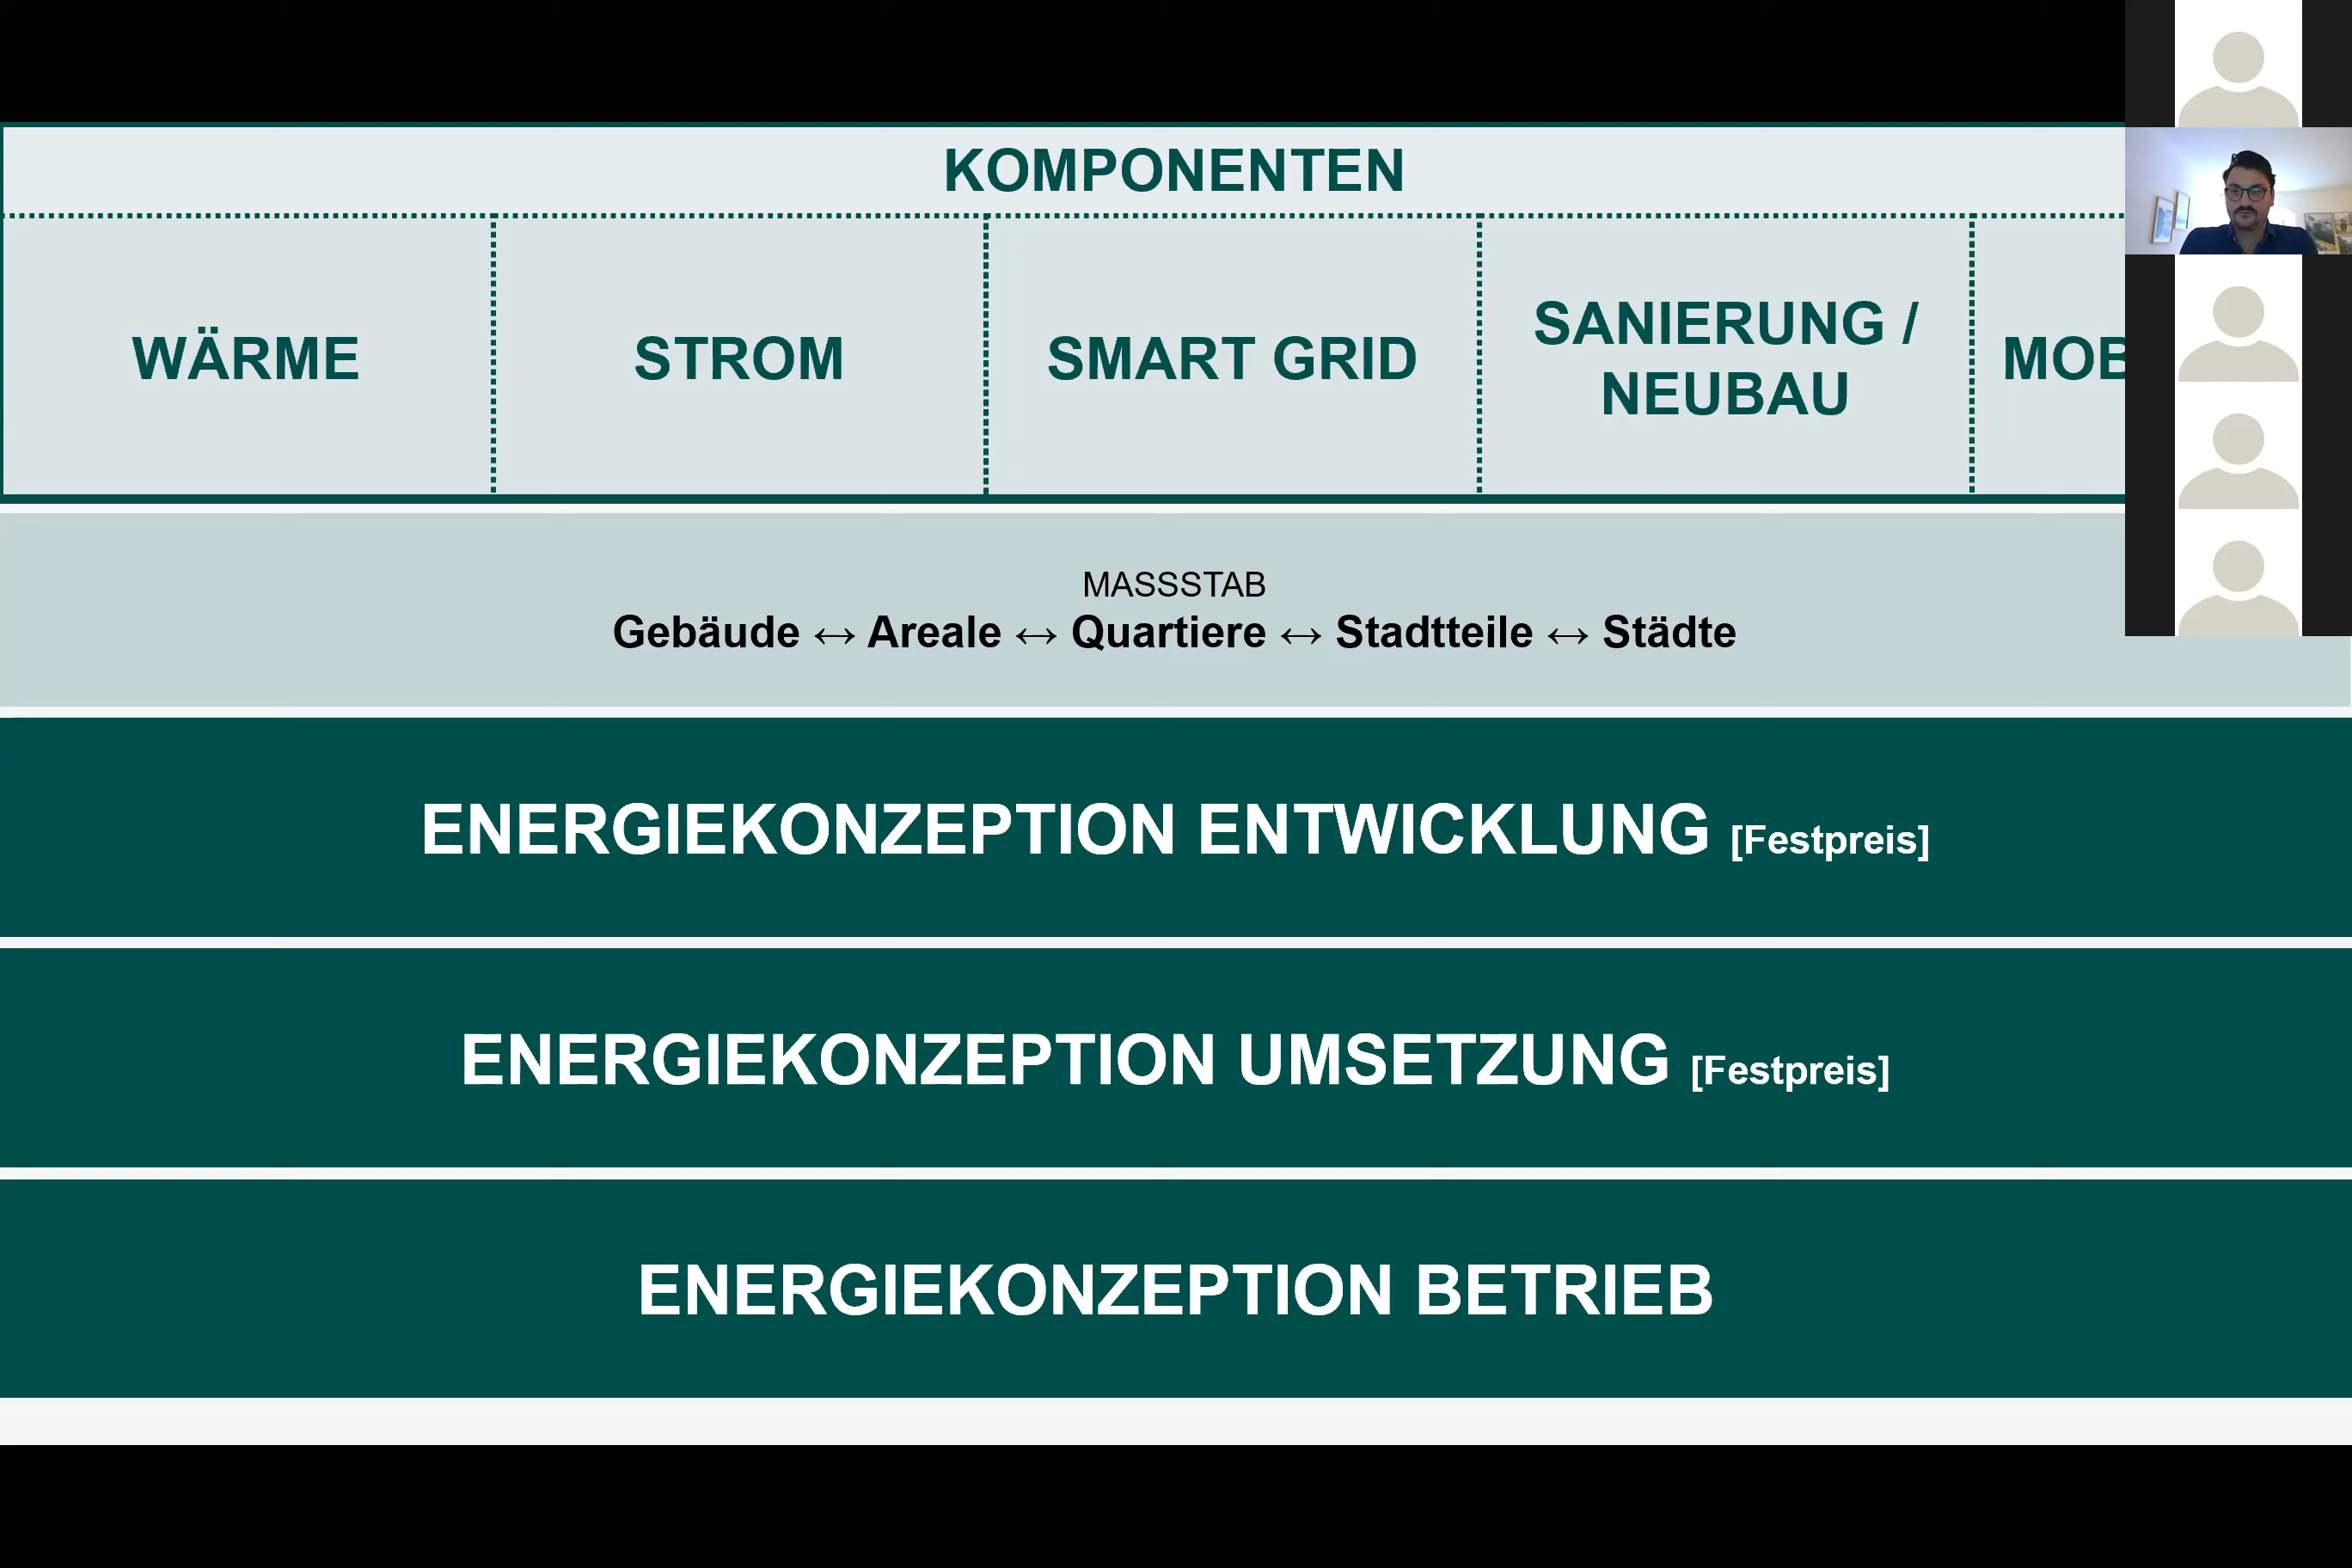 KOMPONENTEN
WÄRME
STROM
SMART GRID
SANIERUNG /
NEUBAU
MASSSTAB
Gebäude ↔ Areale ↔ Quartiere ↔ Stadtteile ↔ Städte
ENERGIEKONZEPTION ENTWICKLUNG [Festpreis]
ENERGIEKONZEPTION UMSETZUNG [Festpreis]
ENERGIEKONZEPTION BETRIEB